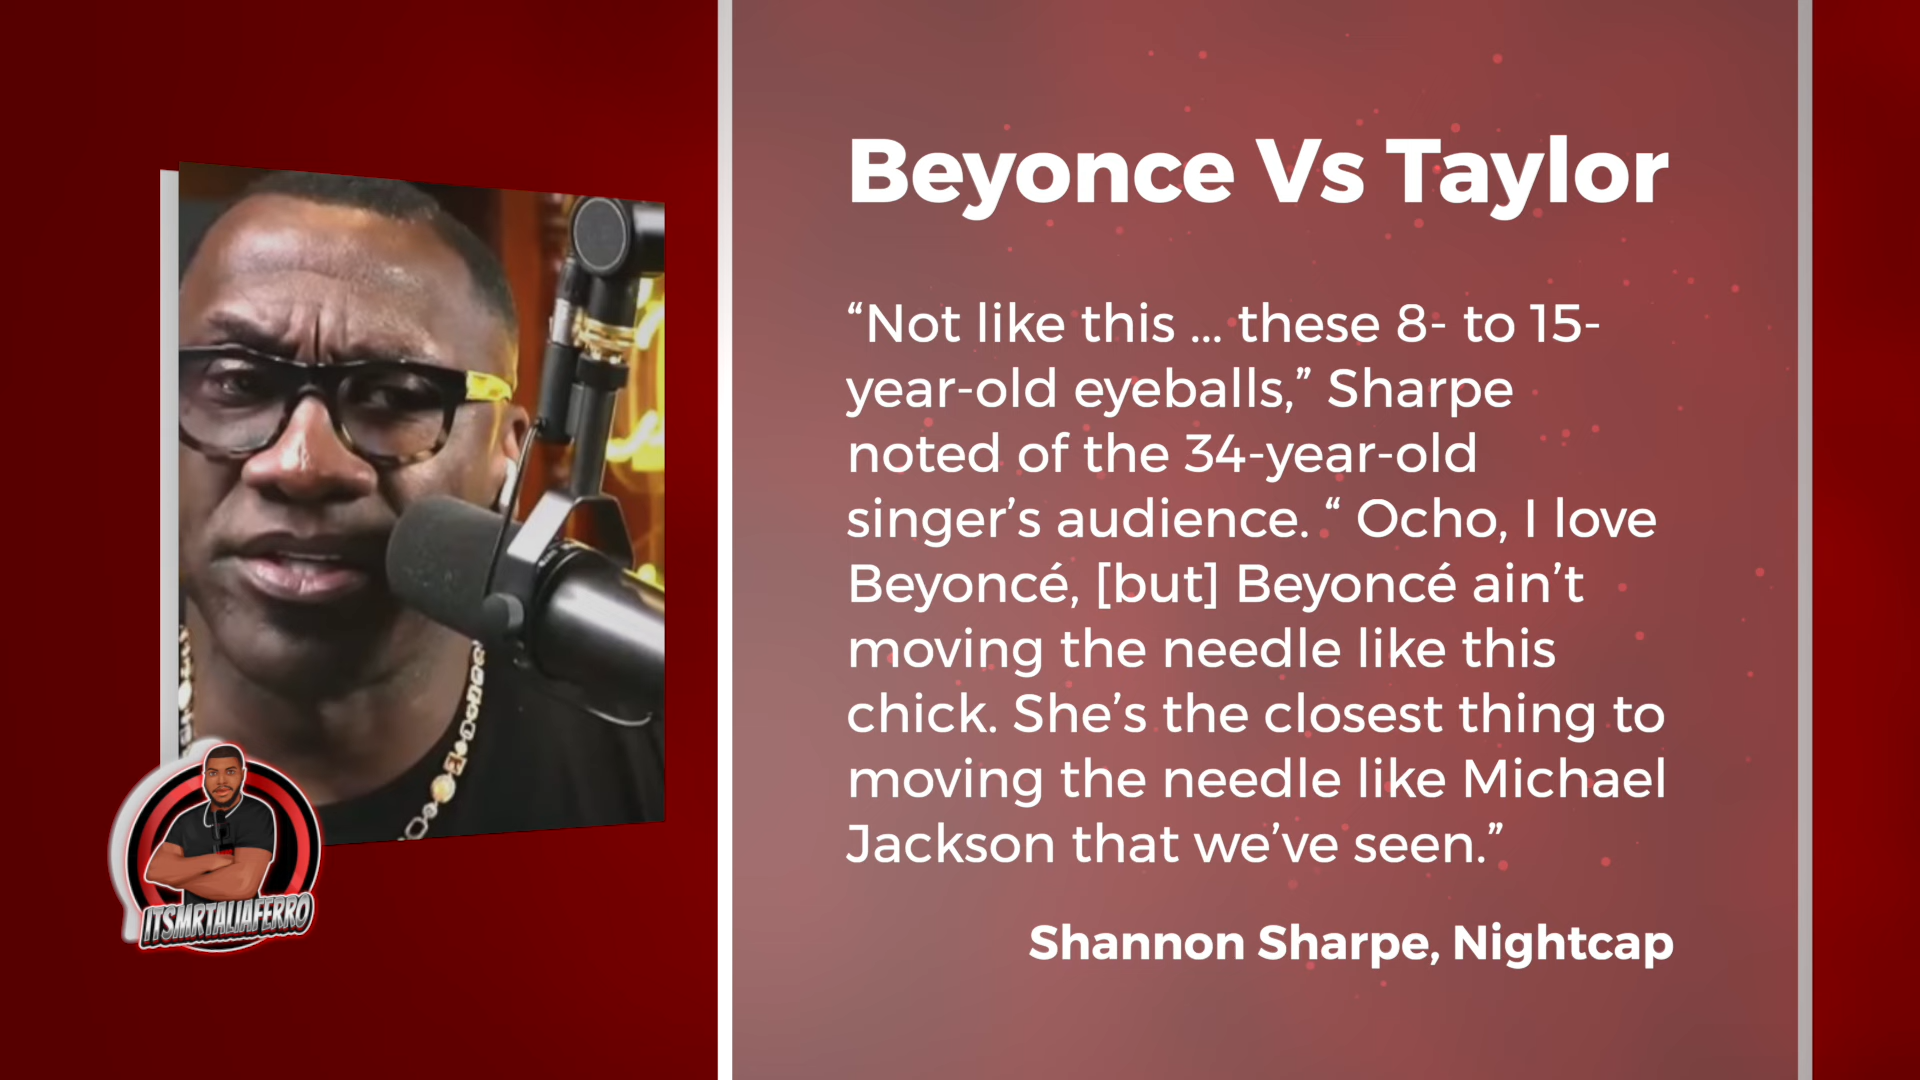 Beyonce Vs Taylor
“Not like this ... these 8- to 15-
year-old eyeballs,” Sharpe
noted of the 34-year-old
singer’s audience. “ Ocho, I love
Beyoncé, [but] Beyoncé ain’t
moving the needle like this
chick. She’s the closest thing to
moving the needle like Michael
Jackson that we’ve seen.”
Shannon Sharpe, Nightcap
ITSMRTALIAFERRO